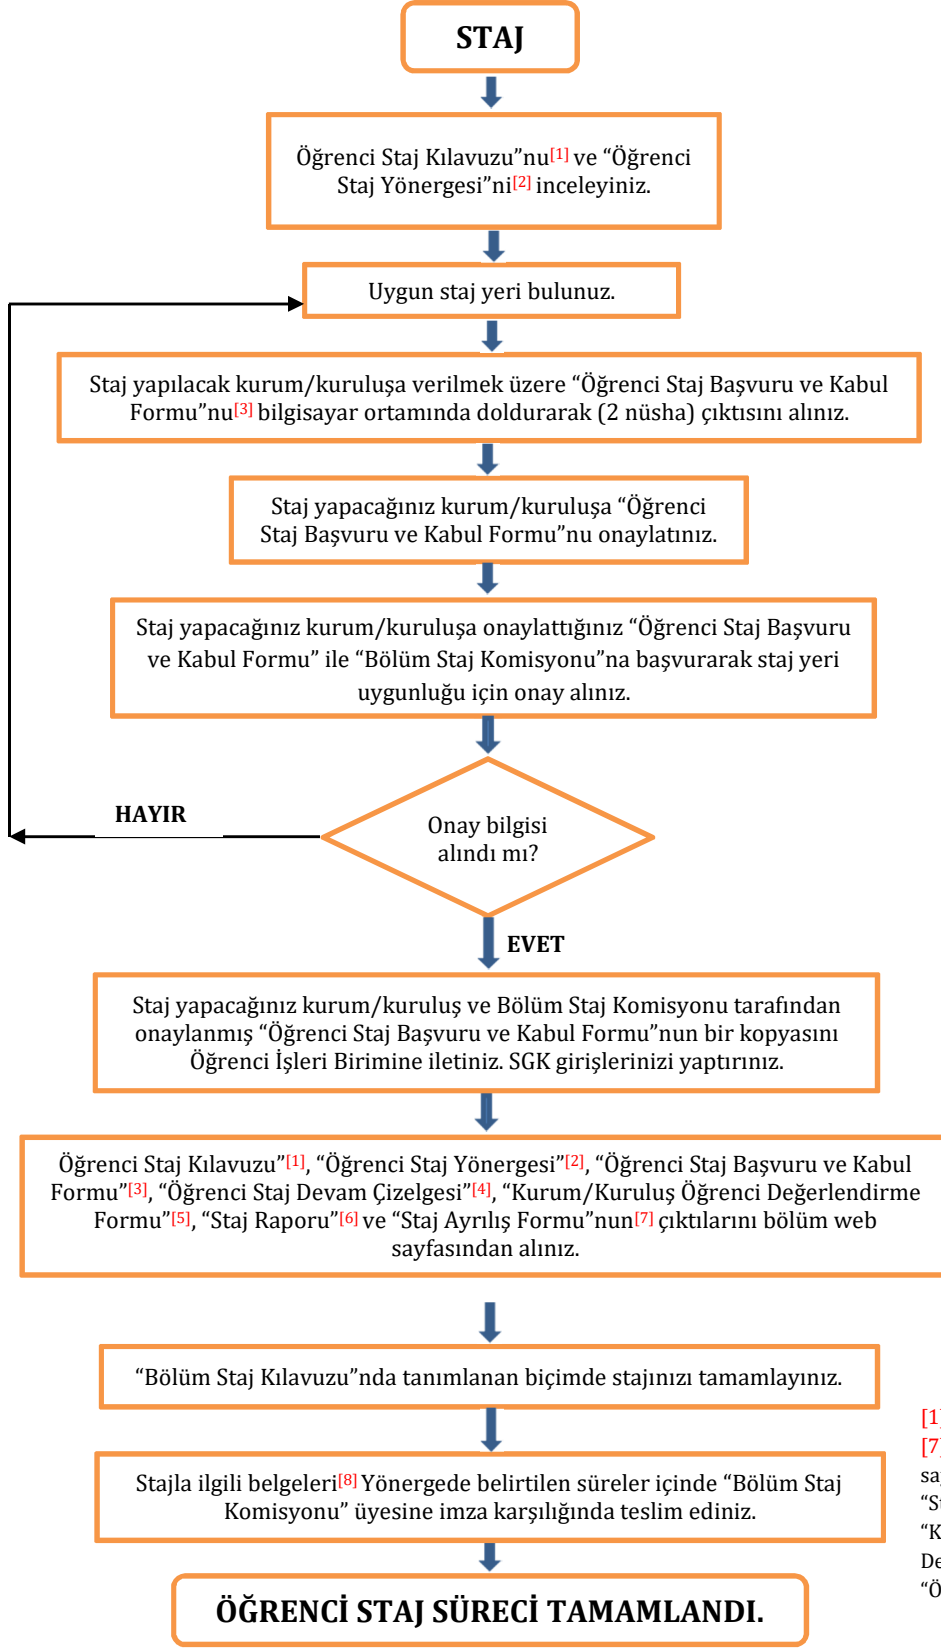 STAJ
Öğrenci Staj Kılavuzu”nu[1] ve “Öğrenci
Staj Yönergesi”ni[2] inceleyiniz.
Uygun staj yeri bulunuz.
Staj yapılacak kurum/kuruluşa verilmek üzere “Öğrenci Staj Başvuru ve Kabul
Formu”nu[3] bilgisayar ortamında doldurarak (2 nüsha) çıktısını alınız.
Staj yapacağınız kurum/kuruluşa “Öğrenci
Staj Başvuru ve Kabul Formu”nu onaylatınız.
Staj yapacağınız kurum/kuruluşa onaylattığınız “Öğrenci Staj Başvuru
ve Kabul Formu” ile “Bölüm Staj Komisyonu”na başvurarak staj yeri
uygunluğu için onay alınız.
HAYIR
Onay bilgisi
alındı mı?
EVET
Staj yapacağınız kurum/kuruluş ve Bölüm Staj Komisyonu tarafından
onaylanmış “Öğrenci Staj Başvuru ve Kabul Formu”nun bir kopyasını
Öğrenci İşleri Birimine iletiniz. SGK girişlerinizi yaptırınız.
Öğrenci Staj Kılavuzu”[1], “Öğrenci Staj Yönergesi”[2], “Öğrenci Staj Başvuru ve Kabul
Formu”[3], “Öğrenci Staj Devam Çizelgesi”[4], “Kurum/Kuruluş Öğrenci Değerlendirme
Formu”[5], “Staj Raporu”[6] ve “Staj Ayrılış Formu”nun[7] çıktılarını bölüm web
sayfasından alınız.
“Bölüm Staj Kılavuzu”nda tanımlanan biçimde stajınızı tamamlayınız.
Stajla ilgili belgeleri[8] Yönergede belirtilen süreler içinde “Bölüm Staj
Komisyonu” üyesine imza karşılığında teslim ediniz.
ÖĞRENCİ STAJ SÜRECİ TAMAMLANDI.
[1]
[7]
De
“Ö